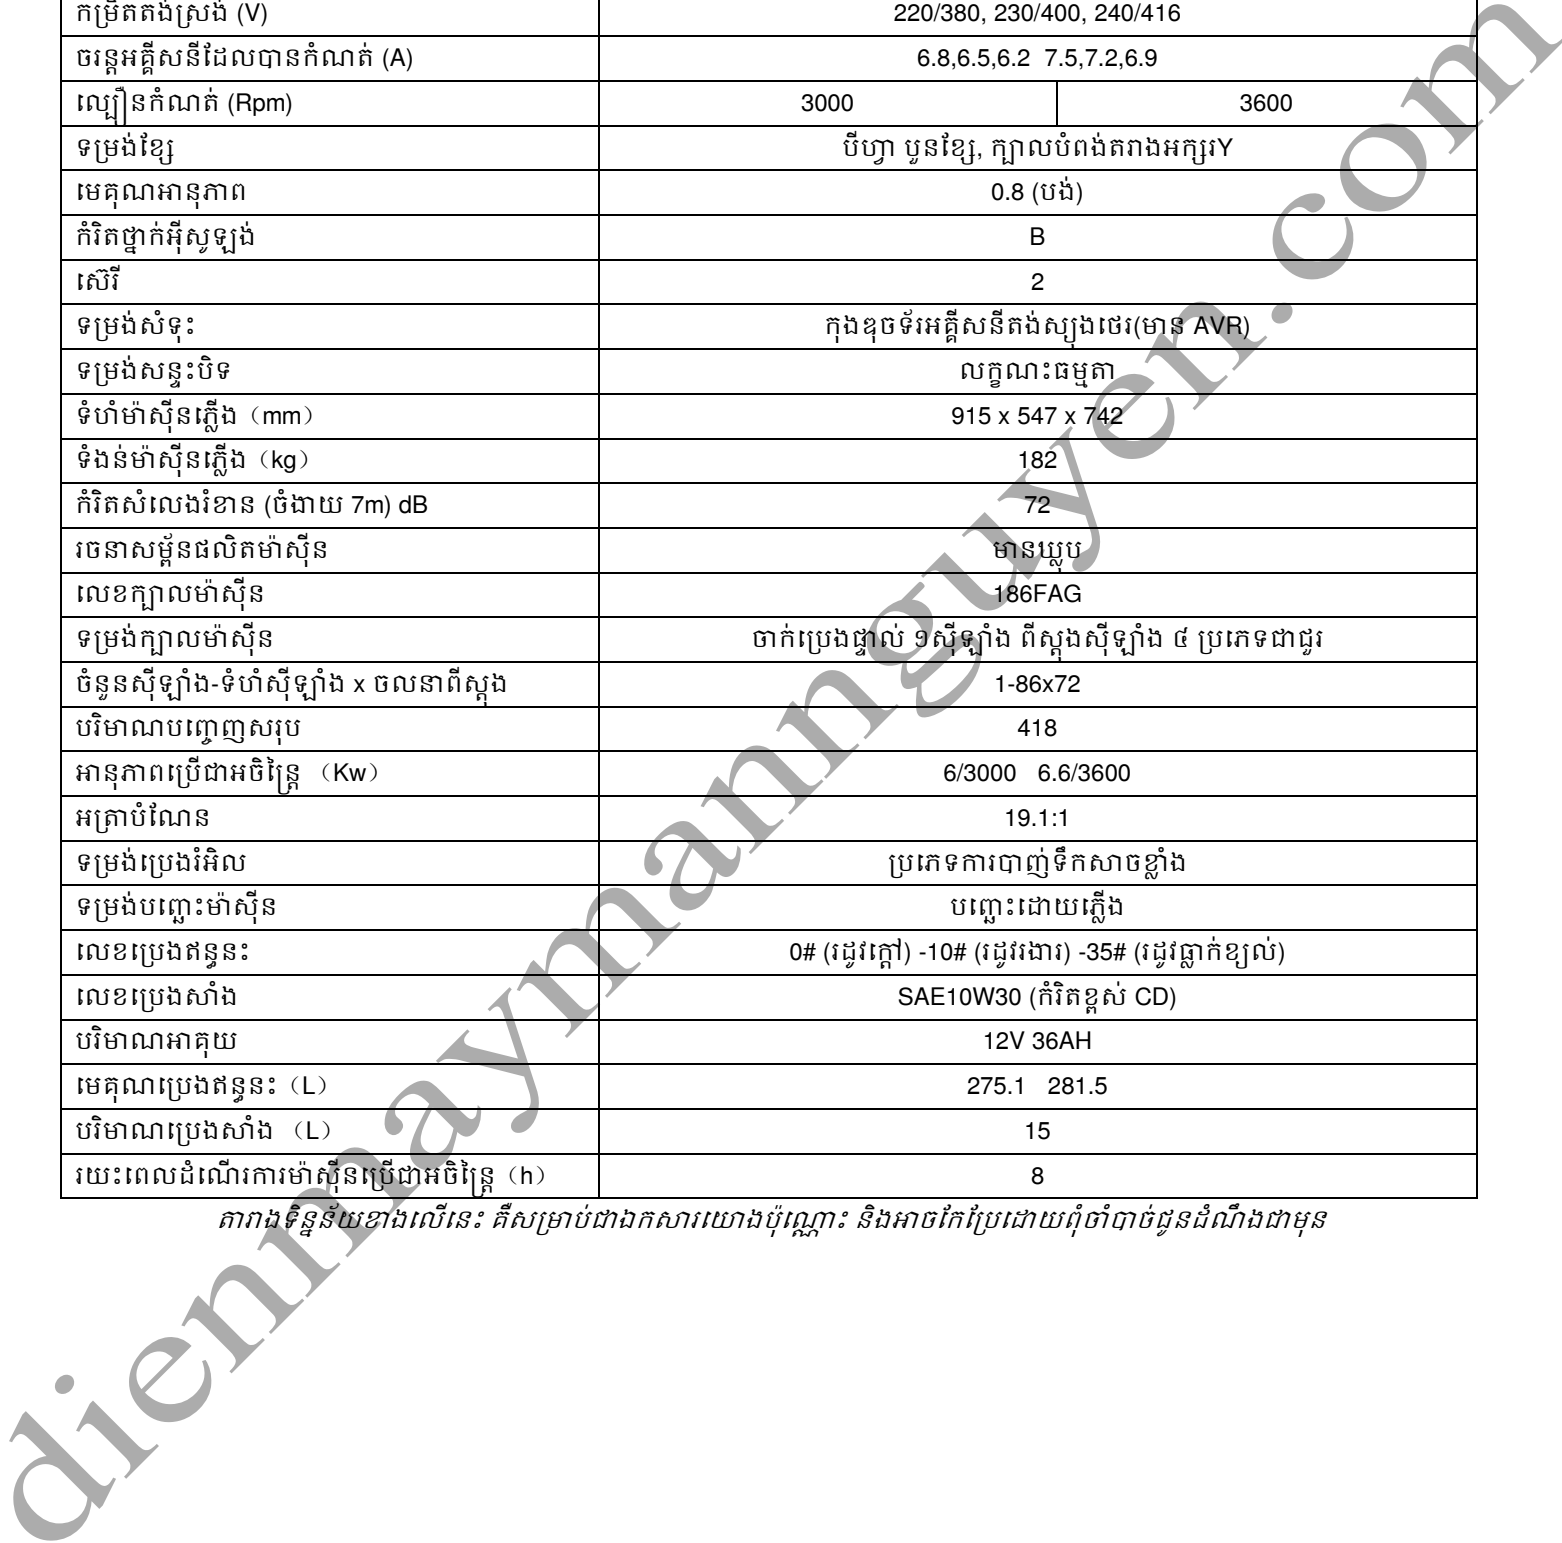 កម្រិតតង់ស្រុង (V) 220/380, 230/400, 240/416
ចរន្តអគ្គីសនីដែលបានកំណត់ (A) 6.8,6.5,6.2 7.5,7.2,6.9
ល្បឿនកំណត់ (Rpm) 3000 3600
ទម្រង់ខ្សែ បីហ្វា បួនខ្សែ, ក្បាលបំពង់តរាងអក្សរY
មេគុណអានុភាព 0.8 (បង់)
កំរិតថ្នាក់អ៊ីសូឡង់ B
ស៊េរី 2
ទម្រង់សំទុះ កុងឌុចទ័រអគ្គីសនីតង់ស្យុងថេរ(មាន AVR)
ទម្រង់សន្ទះបិទ លក្ខណះធម្មតា
ទំហំម៉ាស៊ីនភ្លើង（mm） 915 x 547 x 742
ទំងន់ម៉ាស៊ីនភ្លើង（kg） 182
កំរិតសំលេងរំខាន (ចំងាយ 7m) dB 72
រចនាសម្ព័នផលិតម៉ាស៊ីន មានឃ្លុប
លេខក្បាលម៉ាស៊ីន 186FAG
ទម្រង់ក្បាលម៉ាស៊ីន ចាក់ប្រេងផ្ទាល់ ១ស៊ីឡាំង ពីស្តុងស៊ីឡាំង ៤ ប្រភេទជាជួរ
ចំនួនស៊ីឡាំង-ទំហំស៊ីឡាំង x ចលនាពីស្តុង 1-86x72
បរិមាណបញ្ចេញសរុប 418
អានុភាពប្រើជាអចិន្ត្រៃ （Kw） 6/3000 6.6/3600
អត្រាបំណែន 19.1:1
ទម្រង់ប្រេងរំអិល ប្រភេទការបាញ់ទឹកសាចខ្លាំង
ទម្រង់បញ្ឆេះម៉ាស៊ីន បញ្ឆេះដោយភ្លើង
លេខប្រេងឥន្ធនះ 0# (រដូវក្តៅ) -10# (រដូវរងារ) -35# (រដូវធ្លាក់ខ្យល់)
លេខប្រេងសាំង SAE10W30 (កំរិតខ្ពស់ CD)
បរិមាណអាគុយ 12V 36AH
មេគុណប្រេងឥន្ធនះ（L） 275.1 281.5
បរិមាណប្រេងសាំង （L） 15
រយះពេលដំណើរការម៉ាស៊ីនប្រើជាអចិន្ត្រៃ（h） 8
តារាងទិន្នន័យខាងលើនេះ គឺសម្រាប់ជាឯកសារយោងប៉ុណ្ណោះ និងអាចកែប្រែដោយពុំចាំបាច់ជូនដំណឹងជាមុន
dienmaymannguyen.com